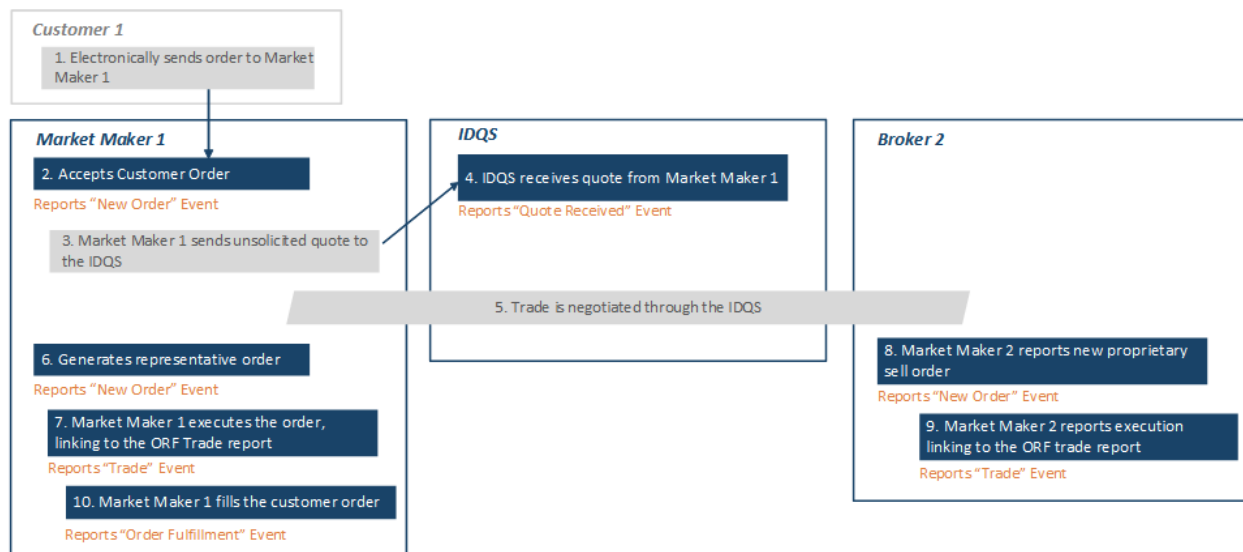 Customer 1
1. Electronically sends order to Market
Maker 1
Market Maker 1
2. Accepts Customer Order
Reports “New Order” Event
3. Market Maker 1 sends unsolicited quote to
the IDQS
IDQS
4. IDQS receives quote from Market Maker 1
Reports “Quote Received” Event
Broker 2
5. Trade is negotiated through the IDQS
6. Generates representative order
Reports “New Order” Event
7. Market Maker 1 executes the order,
linking to the ORF Trade report
Reports “Trade” Event
8. Market Maker 2 reports new proprietary
sell order
Reports “New Order” Event
9. Market Maker 2 reports execution
linking to the ORF trade report
Reports “Trade” Event
10. Market Maker 1 fills the customer order
Reports “Order Fulfillment” Event